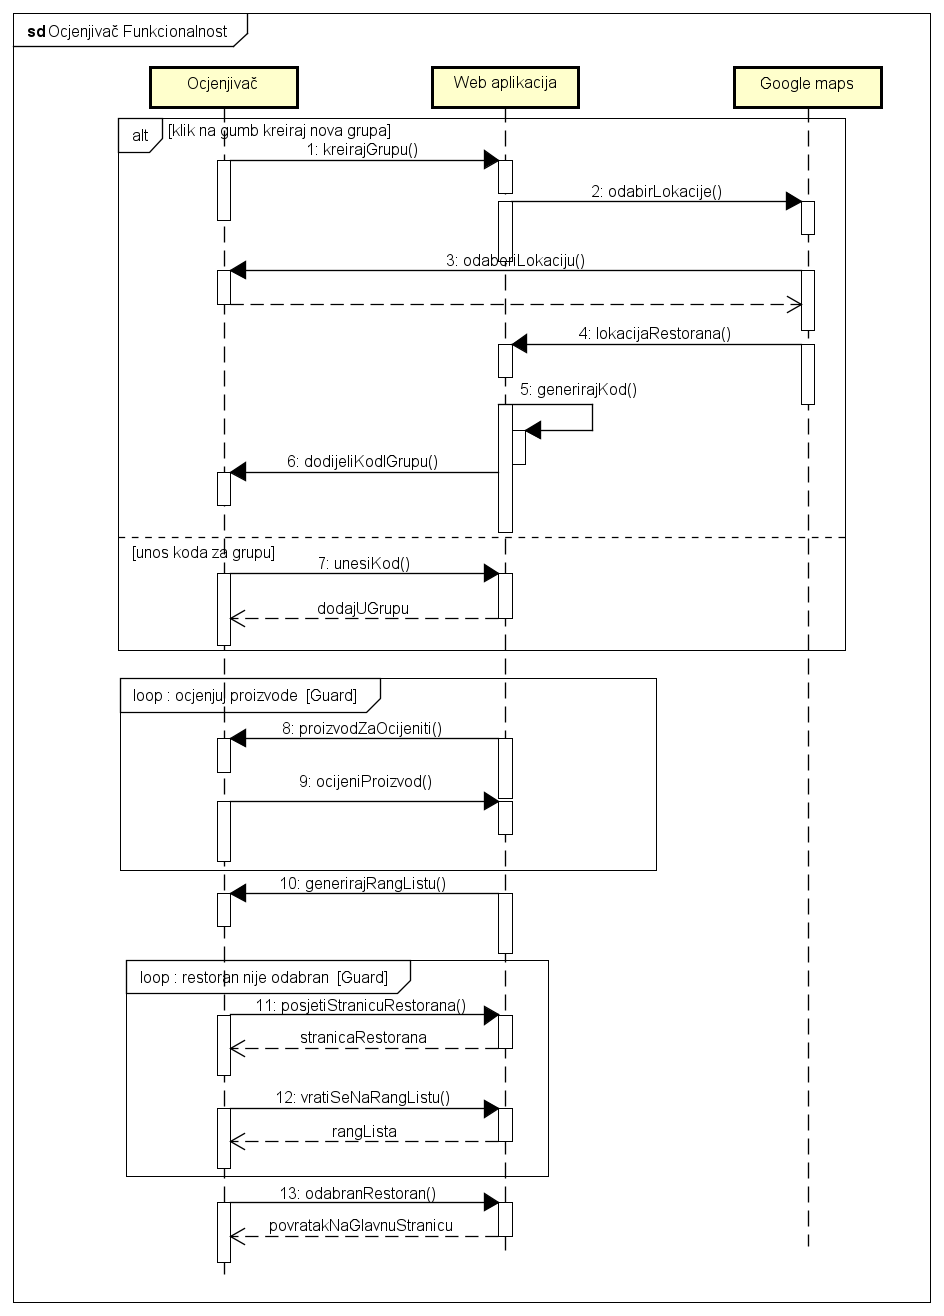 sd Ocjenjivač Funkcionalnost
Ocjenjivač
Web aplikacija
Google maps
alt
[klik na gumb kreiraj nova grupa]
1: kreirajGrupu()
2: odabirLokacije()
3: odaberiLokaciju()
4: lokacijaRestorana()
5: generirajKod()
6: dodijeliKodIGrupu()
[unos koda za grupu]
7: unesiKod()
dodajUGrupu
loop : ocjenjuj proizvode [Guard]
8: proizvodZaOcijeniti()
9: ocijeniProizvod()
10: generirajRangListu()
loop : restoran nije odabran [Guard]
11: posjetiStranicuRestorana()
stranicaRestorana
12: vratiSeNaRangListu()
rangLista
13: odabranRestoran()
povratakNaGlavnuStranicu